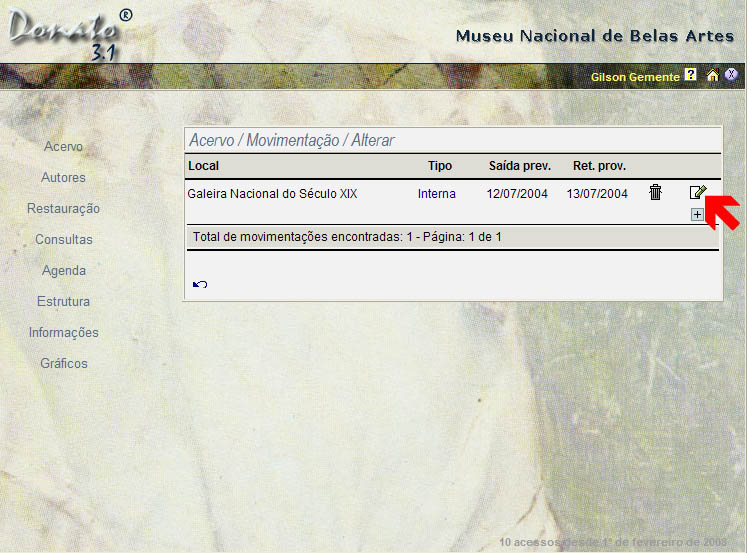 Donato ®
3.1
Museu Nacional de Belas Artes
Gilson Gemente ? X
Acervo
Autores
Restauração
Consultas
Agenda
Estrutura
Informações
Gráficos
Acervo / Movimentação / Alterar
Local Tipo Saída prev. Ret. prov.
Galeira Nacional do Século XIX Interna 12/07/2004 13/07/2004
+
Total de movimentações encontradas: 1 - Página: 1 de 1
10 acessos desde 1º de fevereiro de 2008